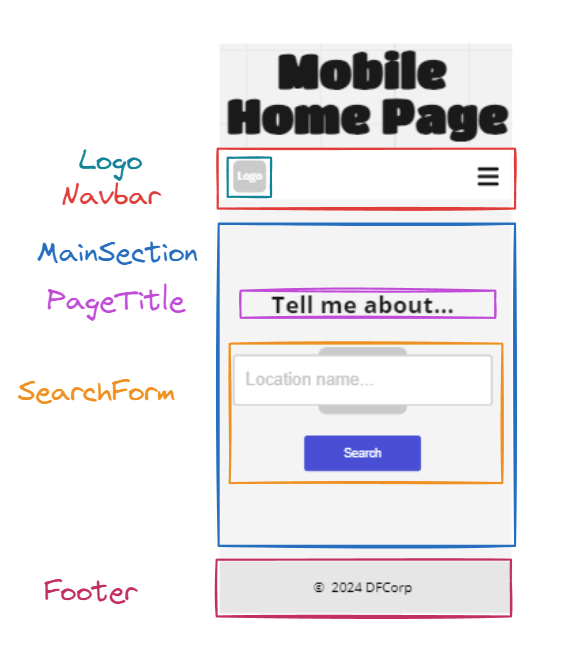 Mobile
Home Page
Logo
Logo
Navbar
MainSection
PageTitle
Tell me about...
SearchForm
Location name...
Search
Footer
© 2024 DFCorp